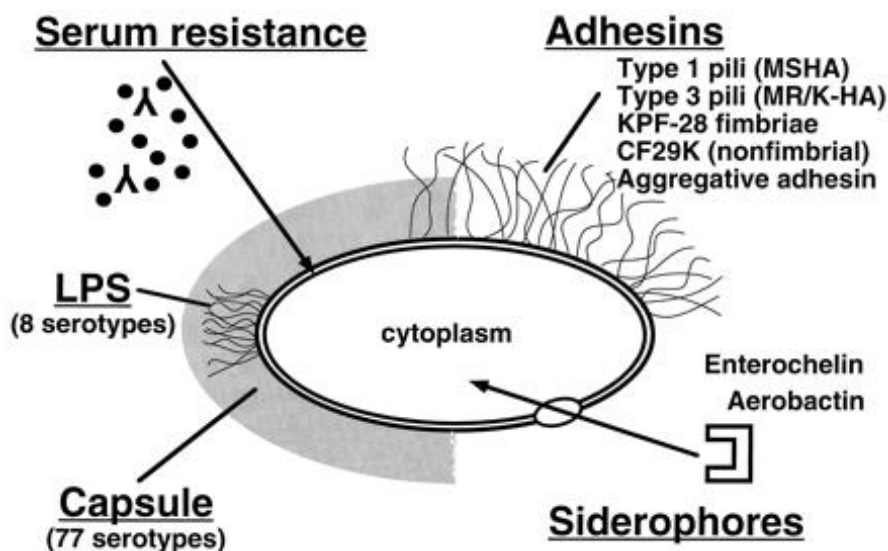 Serum resistance
Adhesins
Type 1 pili (MSHA)
Type 3 pili (MR/K-HA)
KPF-28 fimbriae
CF29K (nonfimbrial)
Aggregative adhesin
LPS
(8 serotypes)
cytoplasm
Enterochelin
Aerobactin
Capsule
(77 serotypes)
Siderophores